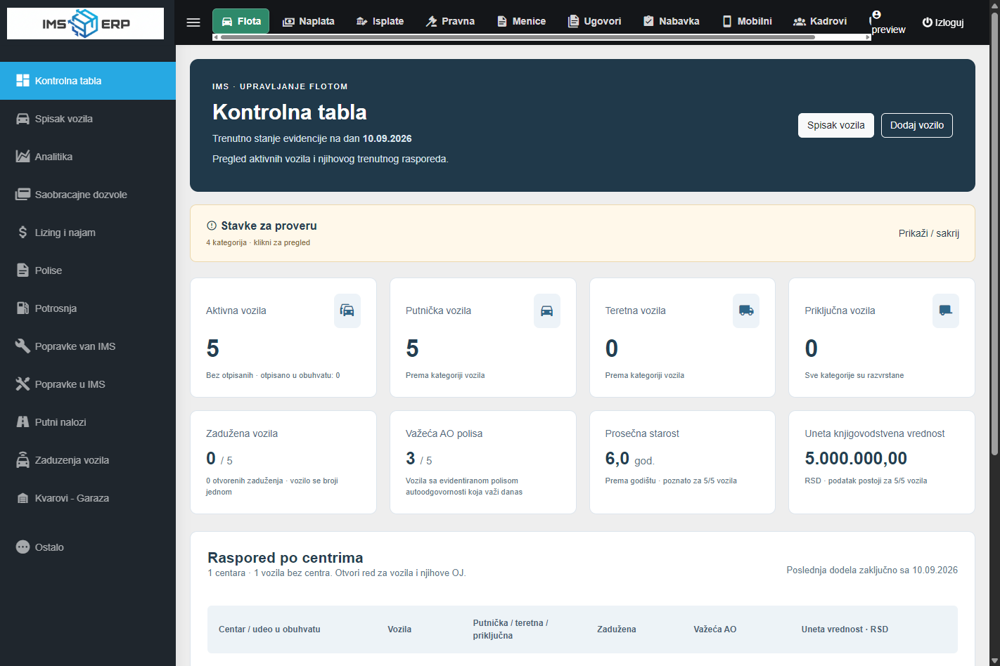 IMS ERP
Flota
Naplata
Isplate
Pravna
Menice
Ugovori
Nabavka
Mobilni
Kadrovi
preview
Izloguj
Kontrolna tabla
Spisak vozila
Analitika
Saobracajne dozvole
Lizing i najam
Polise
Potrosnja
Popravke van IMS
Popravke u IMS
Putni nalozi
Zaduzenja vozila
Kvarovi - Garaza
Ostalo
IMS · UPRAVLJANJE FLOTOM
Kontrolna tabla
Trenutno stanje evidencije na dan 10.09.2026
Pregled aktivnih vozila i njihovog trenutnog rasporeda.
Spisak vozila
Dodaj vozilo
Stavke za proveru
4 kategorija · klikni za pregled
Prikaži / sakrij
Aktivna vozila
5
Bez otpisanih · otpisano u obuhvatu: 0
Putnička vozila
5
Prema kategoriji vozila
Teretna vozila
0
Prema kategoriji vozila
Priključna vozila
0
Sve kategorije su razvrstane
Zadužena vozila
0 / 5
0 otvorenih zaduženja · vozilo se broji
jednom
Važeća AO polisa
3 / 5
Vozila sa evidentiranom polisom
autoodgovornosti koja važi danas
Prosečna starost
6,0 god.
Prema godištu · poznato za 5/5 vozila
Uneta knjigovodstvena vrednost
5.000.000,00
RSD · podatak postoji za 5/5 vozila
Raspored po centrima
1 centara · 1 vozila bez centra. Otvori red za vozila i njihove OJ.
Poslednja dodela zaključno sa 10.09.2026
Centar / udeo u obuhvatu
Vozila
Putnička / teretna /
priključna
Zadužena
Važeća AO
Uneta vrednost · RSD